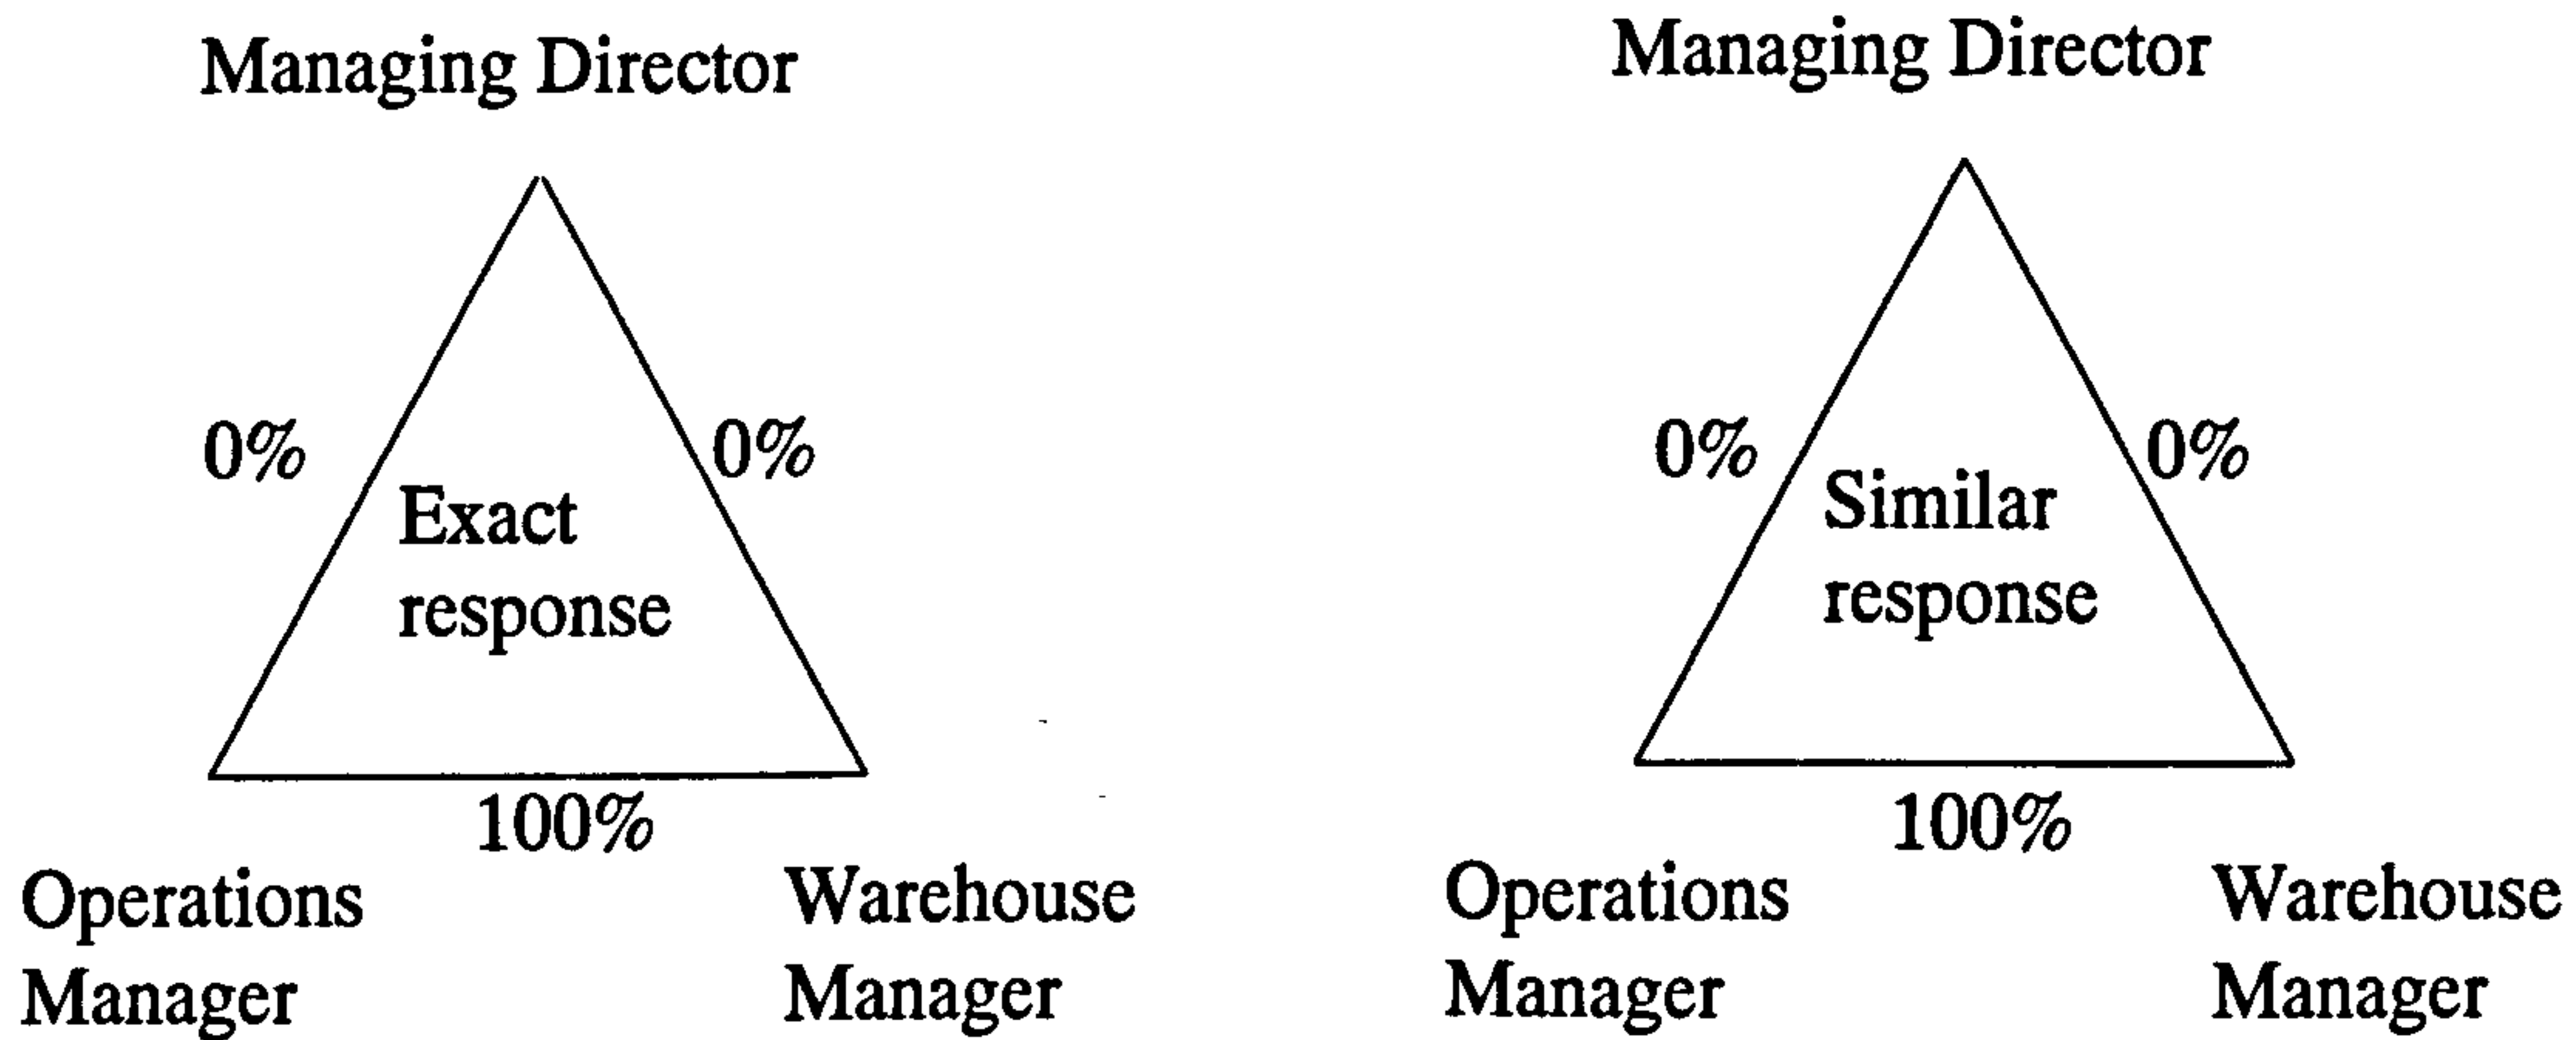 Managing Director
0%
0%
Exact
response
100%
Operations
Manager
Warehouse
Manager
Managing Director
0%
0%
Similar
response
100%
Operations
Manager
Warehouse
Manager